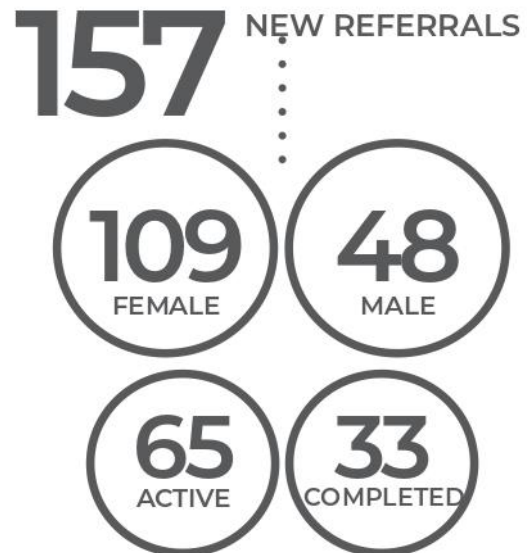 157 NEW REFERRALS
109 48
FEMALE MALE
65 33
ACTIVE COMPLETED